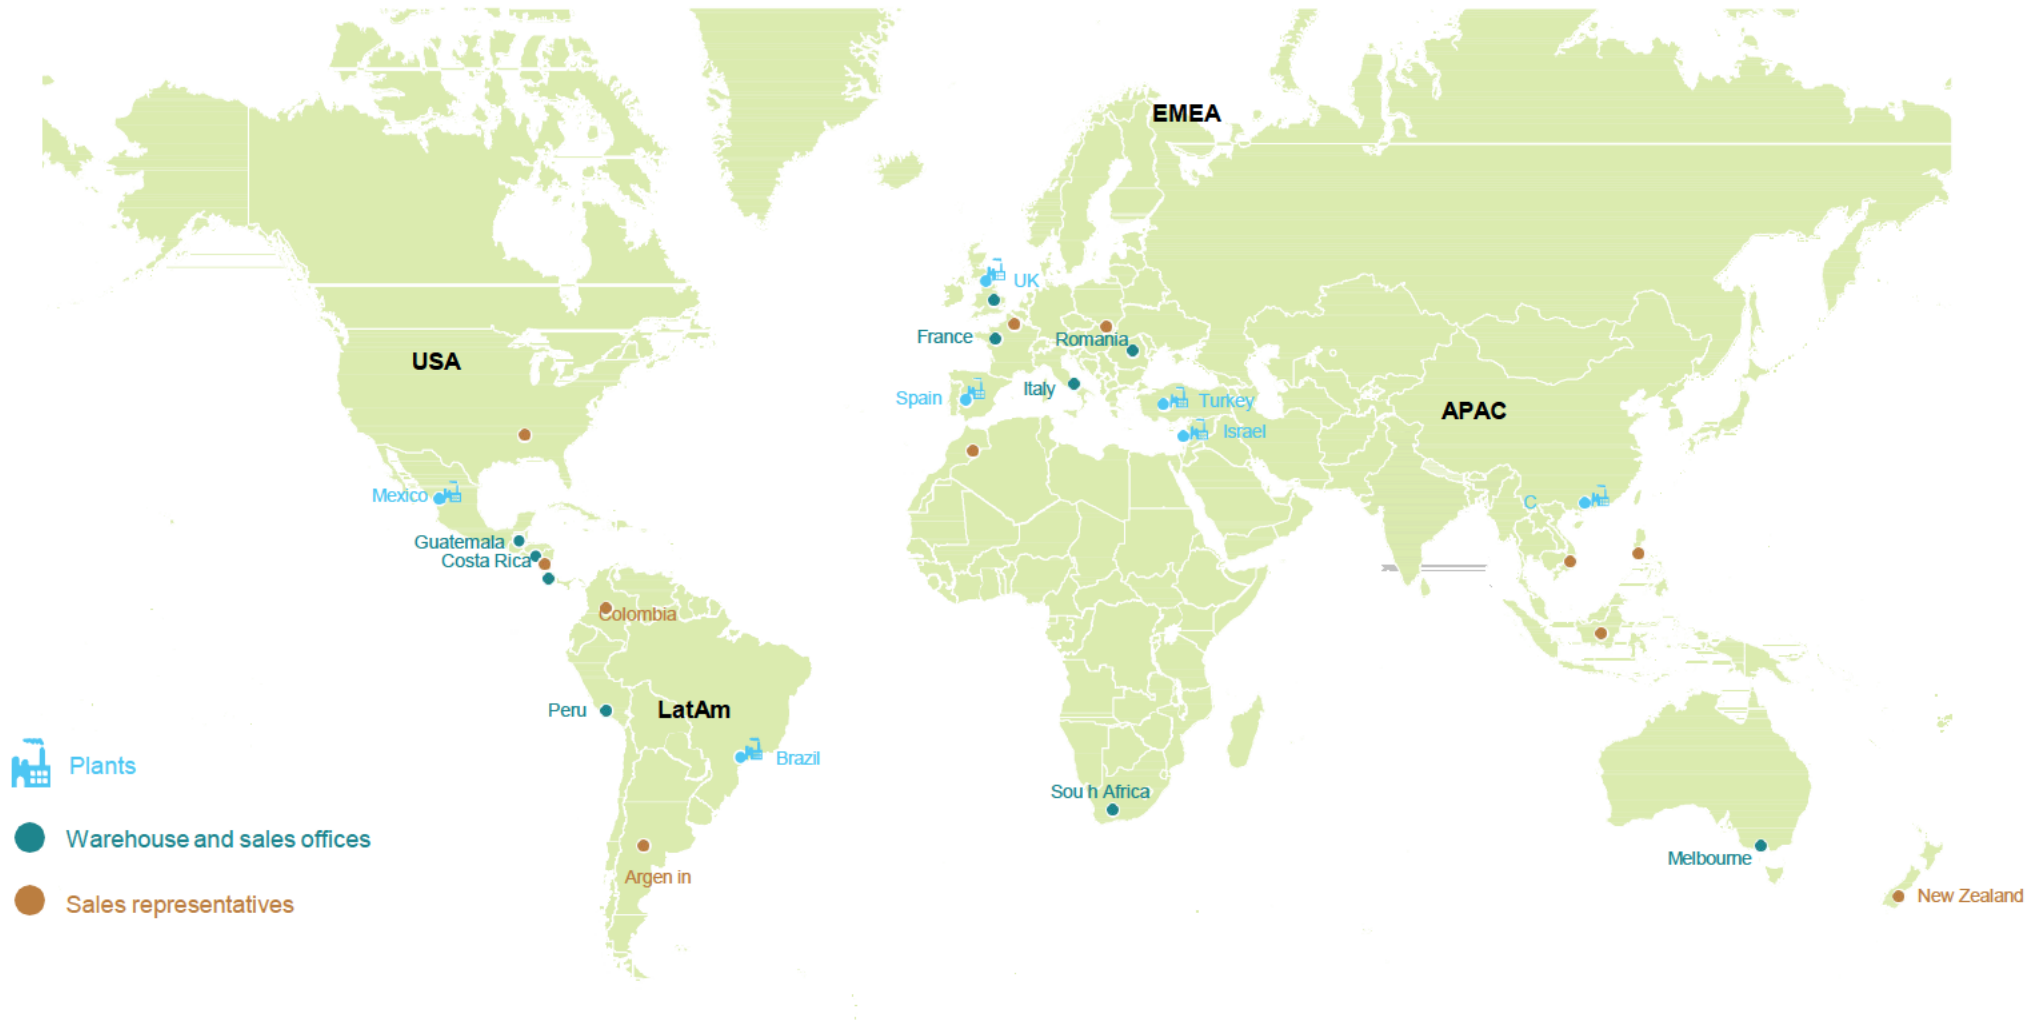 EMEA
UK
France
Romania
USA
Italy
Spain
Turkey
APAC
Israel
Mexico
C
Guatemala
Costa Rica
Colombia
Peru
LatAm
Brazil
Plants
Sou h Africa
Warehouse and sales offices
Melbourne
Argen in
New Zealand
Sales representatives